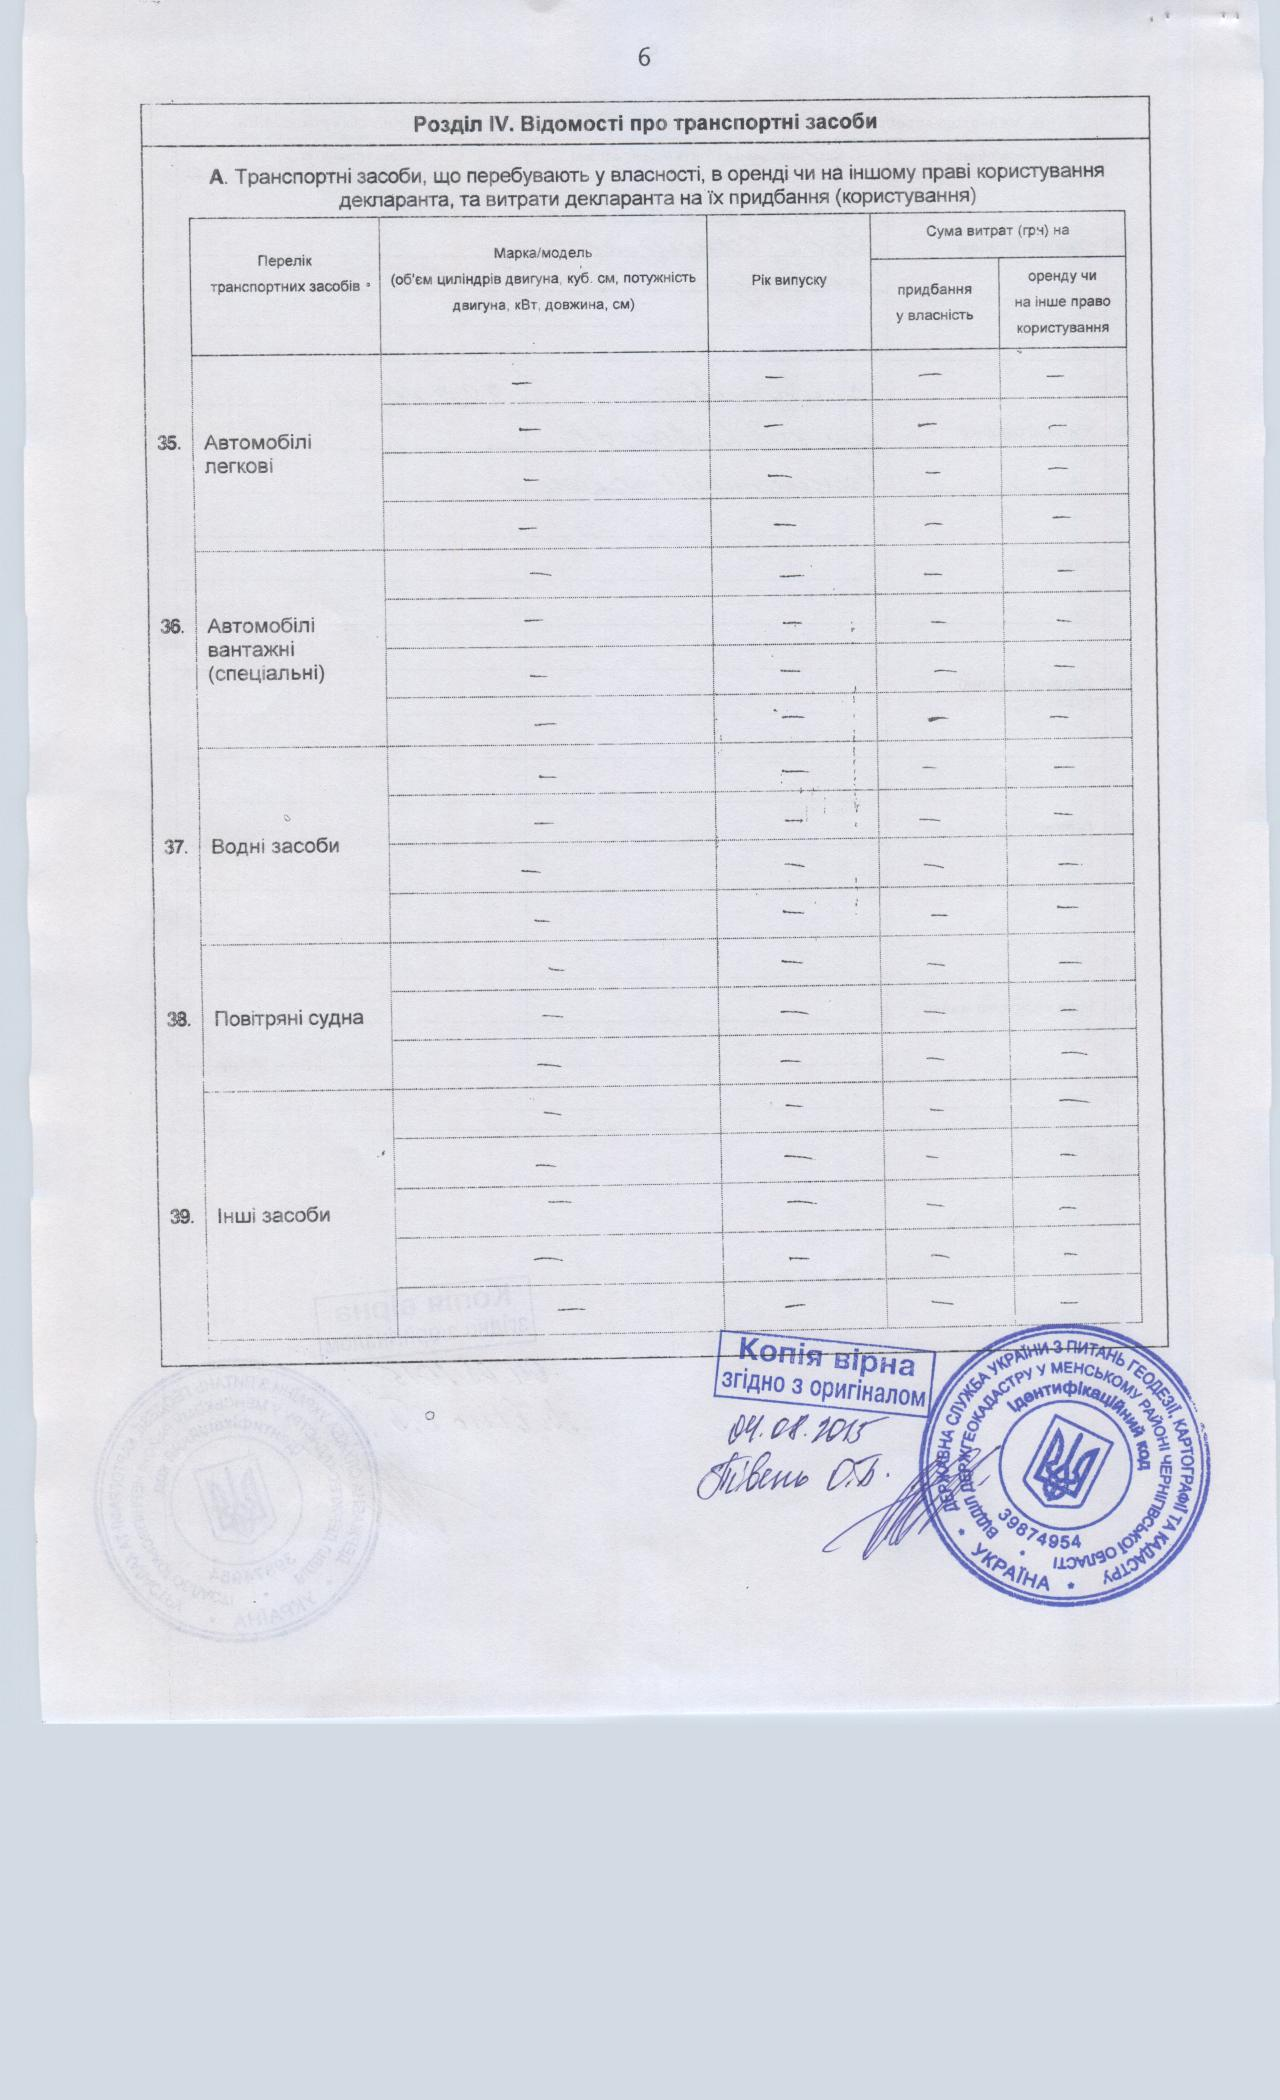 6
Розділ IV. Відомості про транспортні засоби
А. Транспортні засоби, що перебувають у власності, в оренді чи на іншому праві користування
декларанта, та витрати декларанта на їх придбання (користування)
Перелік
транспортних засобів
Марка/модель
(об'єм циліндрів двигуна, куб. см, потужність
двигуна, кВт, довжина, см)
Рік випуску
Сума витрат (грн) на
придбання
у власність
оренду чи
на інше право
користування
— — — —
— — — —
35. Автомобілі
легкові
— — — —
— — — —
— — — —
— — — —
36. Автомобілі
вантажні
(спеціальні)
— — — —
— — — —
— — — —
— — — —
37. Водні засоби
— — — —
— — — —
— — — —
38. Повітряні судна
— — — —
— — — —
— — — —
— — — —
39. Інші засоби
— — — —
— — — —
— — — —
Копія вірна
згідно з оригіналом
04.08.2015
Півень О.В.
ДЕРЖАВНА СЛУЖБА УКРАЇНИ З ПИТАНЬ ГЕОДЕЗІЇ, КАРТОГРАФІЇ ТА КАДАСТРУ
ВІДДІЛ ДЕРЖГЕОКАДАСТРУ У МЕНСЬКОМУ РАЙОНІ ЧЕРНІГІВСЬКОЇ ОБЛАСТІ
Ідентифікаційний код
39874954
* УКРАЇНА *